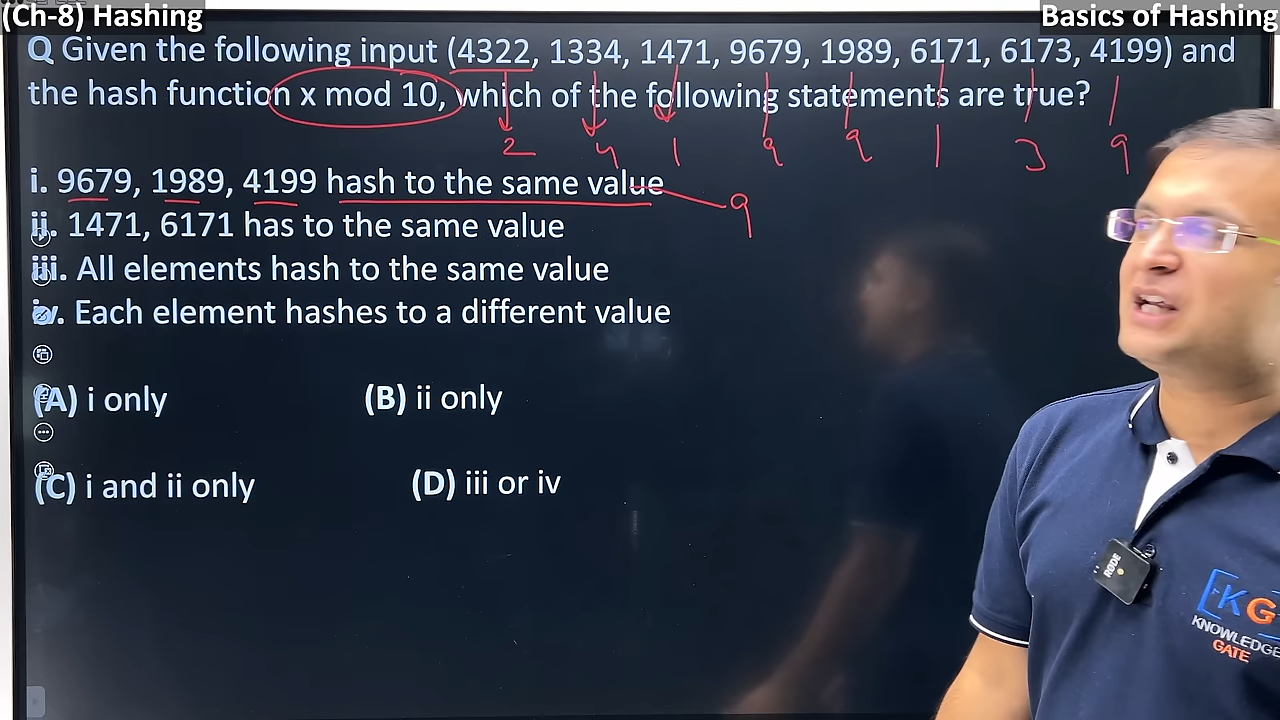 (Ch-8) Hashing
Basics of Hashing
Q Given the following input (4322, 1334, 1471, 9679, 1989, 6171, 6173, 4199) and
the hash function x mod 10, which of the following statements are true?
2 4 1 9 9 1 3 9
i. 9679, 1989, 4199 hash to the same value
9
ii. 1471, 6171 has to the same value
iii. All elements hash to the same value
iv. Each element hashes to a different value
(A) i only
(B) ii only
(C) i and ii only
(D) iii or iv
RODE
KG
KNOWLEDGE
GATE